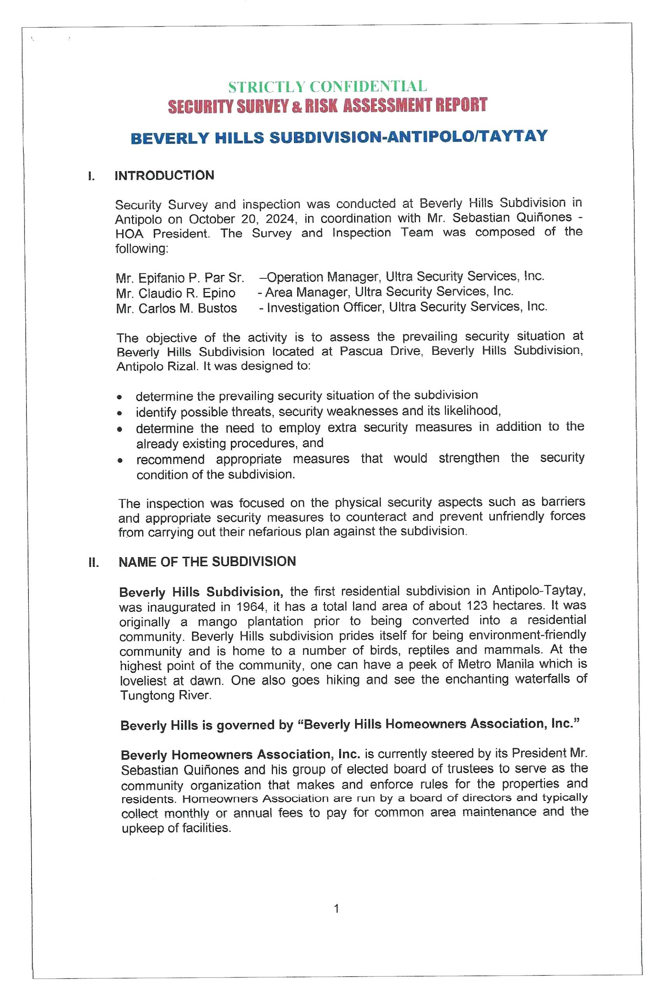 STRICTLY CONFIDENTIAL
SECURITY SURVEY & RISK ASSESSMENT REPORT
BEVERLY HILLS SUBDIVISION-ANTIPOLO/TAYTAY
I. INTRODUCTION
Security Survey and inspection was conducted at Beverly Hills Subdivision in
Antipolo on October 20, 2024, in coordination with Mr. Sebastian Quiñones -
HOA President. The Survey and Inspection Team was composed of the
following:
Mr. Epifanio P. Par Sr. –Operation Manager, Ultra Security Services, Inc.
Mr. Claudio R. Epino - Area Manager, Ultra Security Services, Inc.
Mr. Carlos M. Bustos - Investigation Officer, Ultra Security Services, Inc.
The objective of the activity is to assess the prevailing security situation at
Beverly Hills Subdivision located at Pascua Drive, Beverly Hills Subdivision,
Antipolo Rizal. It was designed to:
• determine the prevailing security situation of the subdivision
• identify possible threats, security weaknesses and its likelihood,
• determine the need to employ extra security measures in addition to the
already existing procedures, and
• recommend appropriate measures that would strengthen the security
condition of the subdivision.
The inspection was focused on the physical security aspects such as barriers
and appropriate security measures to counteract and prevent unfriendly forces
from carrying out their nefarious plan against the subdivision.
II. NAME OF THE SUBDIVISION
Beverly Hills Subdivision, the first residential subdivision in Antipolo-Taytay,
was inaugurated in 1964, it has a total land area of about 123 hectares. It was
originally a mango plantation prior to being converted into a residential
community. Beverly Hills subdivision prides itself for being environment-friendly
community and is home to a number of birds, reptiles and mammals. At the
highest point of the community, one can have a peek of Metro Manila which is
loveliest at dawn. One also goes hiking and see the enchanting waterfalls of
Tungtong River.
Beverly Hills is governed by “Beverly Hills Homeowners Association, Inc.”
Beverly Homeowners Association, Inc. is currently steered by its President Mr.
Sebastian Quiñones and his group of elected board of trustees to serve as the
community organization that makes and enforce rules for the properties and
residents. Homeowners Association are run by a board of directors and typically
collect monthly or annual fees to pay for common area maintenance and the
upkeep of facilities.
1